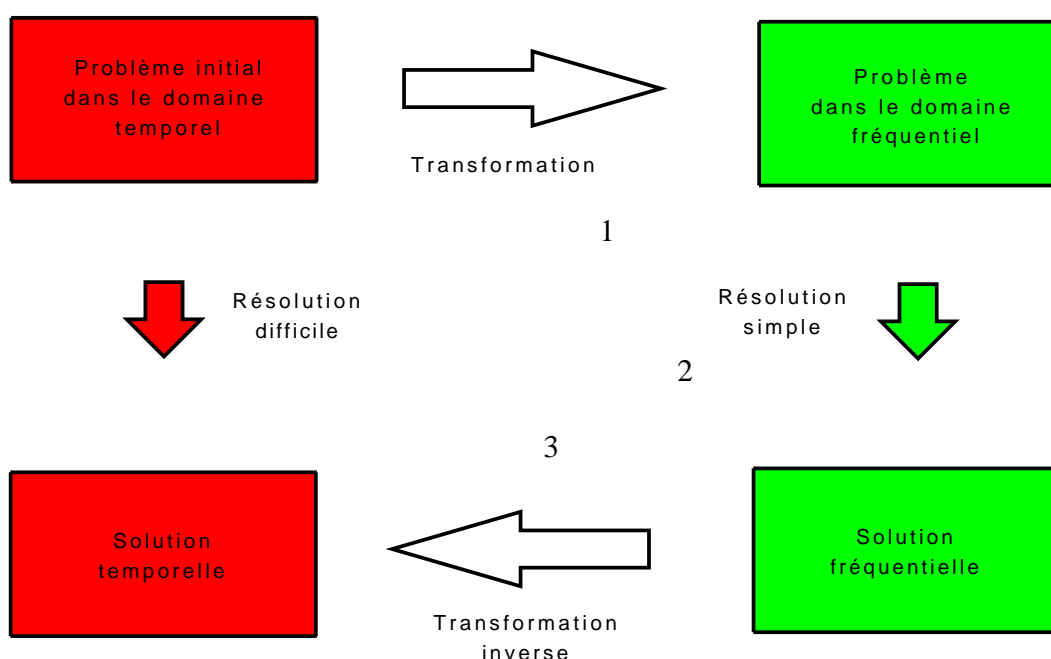 Problème initial
dans le domaine
temporel
Transformation
Problème
dans le domaine
fréquentiel
1
Résolution
difficile
Résolution
simple
2
3
Solution
temporelle
Transformation
inverse
Solution
fréquentielle